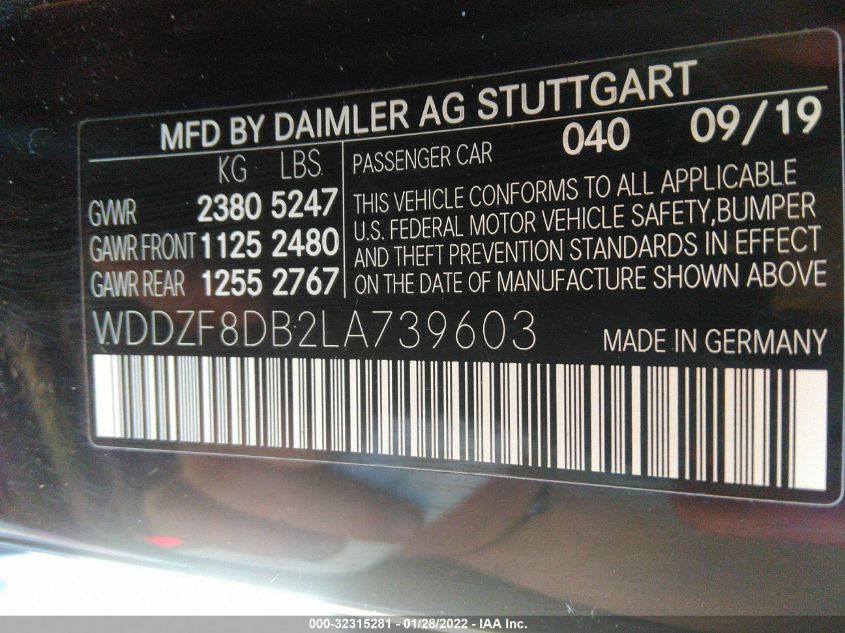 MFD BY DAIMLER AG STUTTGART
KG LBS
GVWR 2380 5247
GAWR FRONT 1125 2480
GAWR REAR 1255 2767
PASSENGER CAR 040 09/19
THIS VEHICLE CONFORMS TO ALL APPLICABLE
U.S. FEDERAL MOTOR VEHICLE SAFETY, BUMPER
AND THEFT PREVENTION STANDARDS IN EFFECT
ON THE DATE OF MANUFACTURE SHOWN ABOVE
WDDZF8DB2LA739603 MADE IN GERMANY
000-32315281 - 01/28/2022 - IAA Inc.